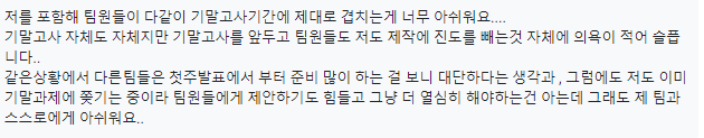 저를 포함해 팀원들이 다같이 기말고사기간에 제대로 겹치는게 너무 아쉬워요....
기말고사 자체도 자체지만 기말고사를 앞두고 팀원들도 저도 제작에 진도를 빼는것 자체에 의욕이 적어 슬픕
니다..
같은상황에서 다른팀들은 첫주발표에서 부터 준비 많이 하는 걸 보니 대단하다는 생각과 , 그럼에도 저도 이미
기말과제에 쫓기는 중이라 팀원들에게 제안하기도 힘들고 그냥 더 열심히 해야하는건 아는데 그래도 제 팀과
스스로에게 아쉬워요..